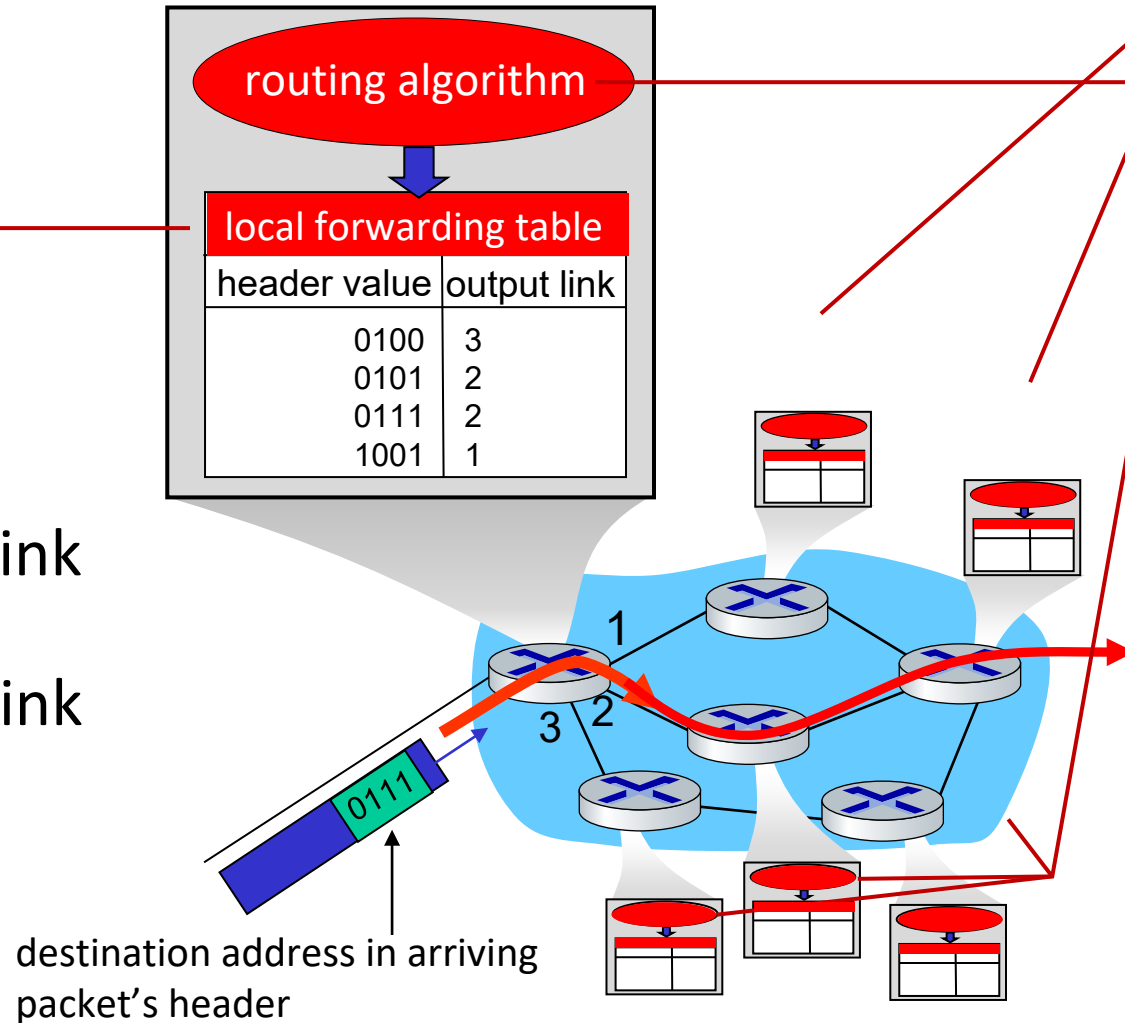 routing algorithm
local forwarding table
header value output link
0100 3
0101 2
0111 2
1001 1
ink
ink
1
2
3
0111
destination address in arriving
packet’s header